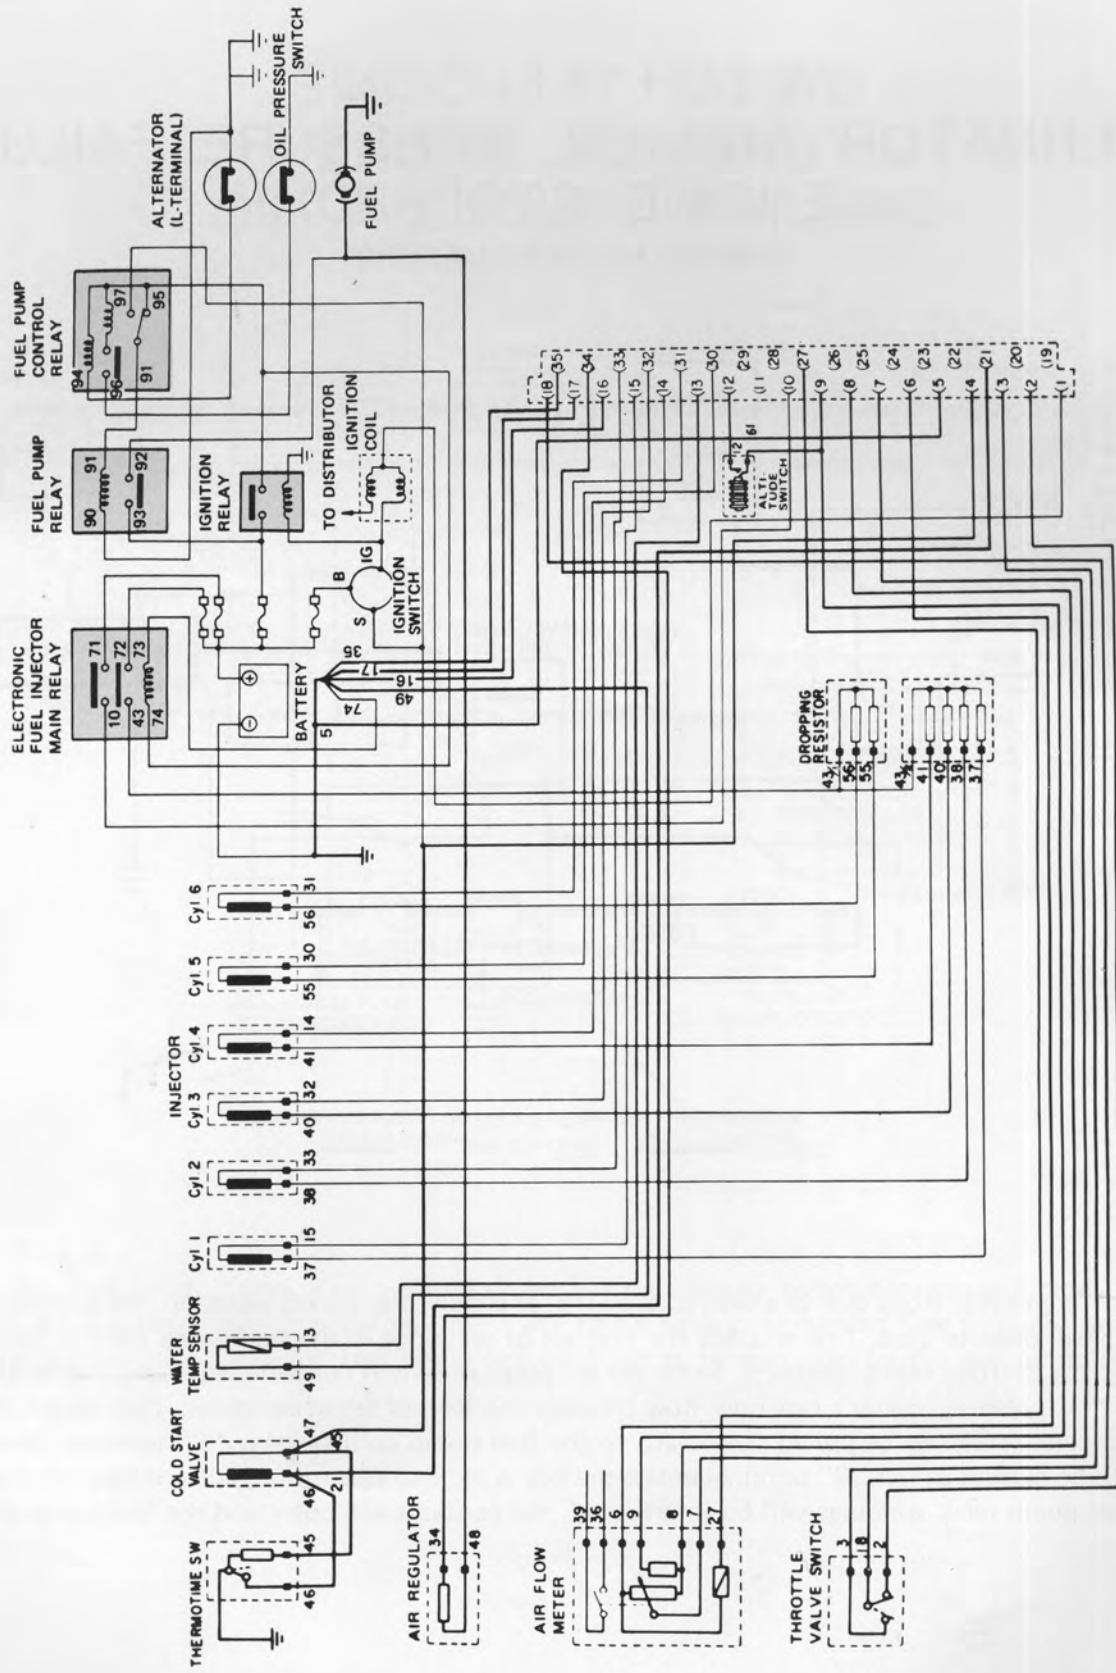 ELECTRONIC
FUEL INJECTOR
MAIN RELAY
71
72
73
10
43
74
FUEL PUMP
RELAY
91
92
90
93
FUEL PUMP
CONTROL
RELAY
94
97
95
96
91
ALTERNATOR
(L-TERMINAL)
OIL PRESSURE
SWITCH
FUEL PUMP
IGNITION
RELAY
TO DISTRIBUTOR
IGNITION
COIL
B
IG
S
IGNITION
SWITCH
BATTERY
5
35
17
16
49
74
INJECTOR
Cyl 6
56
31
Cyl. 5
55
30
Cyl. 4
41
14
Cyl 3
40
32
Cyl 2
38
33
Cyl 1
37
15
WATER
TEMP SENSOR
49
13
COLD START
VALVE
46
47
21
45
THERMOTIME SW
46
45
AIR REGULATOR
34
48
AIR FLOW
METER
39
36
6
9
8
7
27
THROTTLE
VALVE SWITCH
3
18
2
DROPPING
RESISTOR
56
55
41
40
38
37
ALTI-
TUDE
SWITCH
12
61
35
34
33
32
31
30
29
28
27
26
25
24
23
22
21
20
19
18
17
16
15
14
13
12
11
10
9
8
7
6
5
4
3
2
1